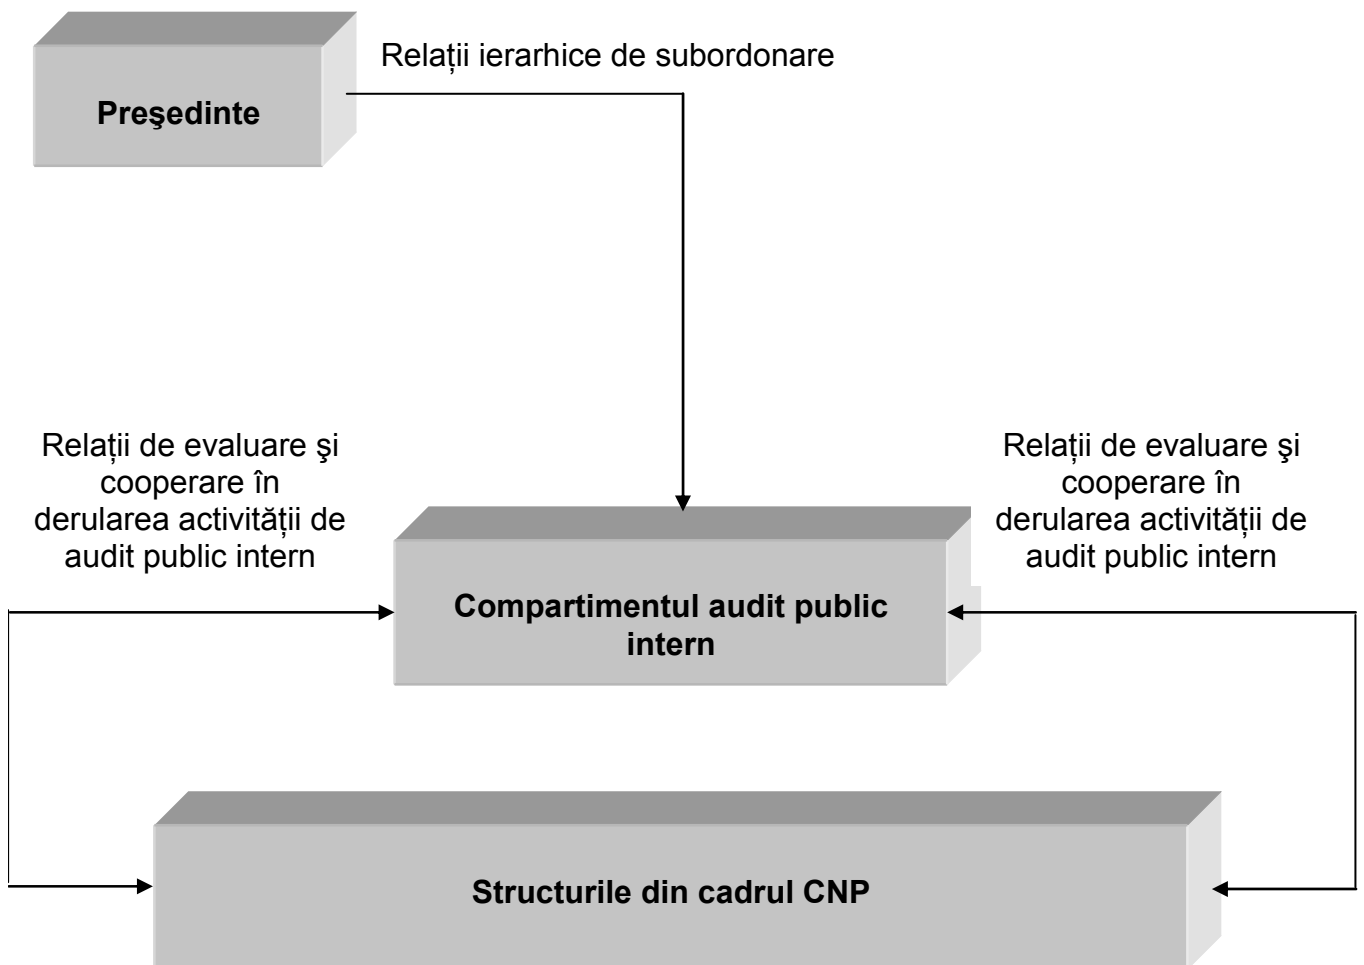 Relații ierarhice de subordonare
Preşedinte
Relații de evaluare şi
cooperare în
derularea activității de
audit public intern
Relații de evaluare şi
cooperare în
derularea activității de
audit public intern
Compartimentul audit public
intern
Structurile din cadrul CNP